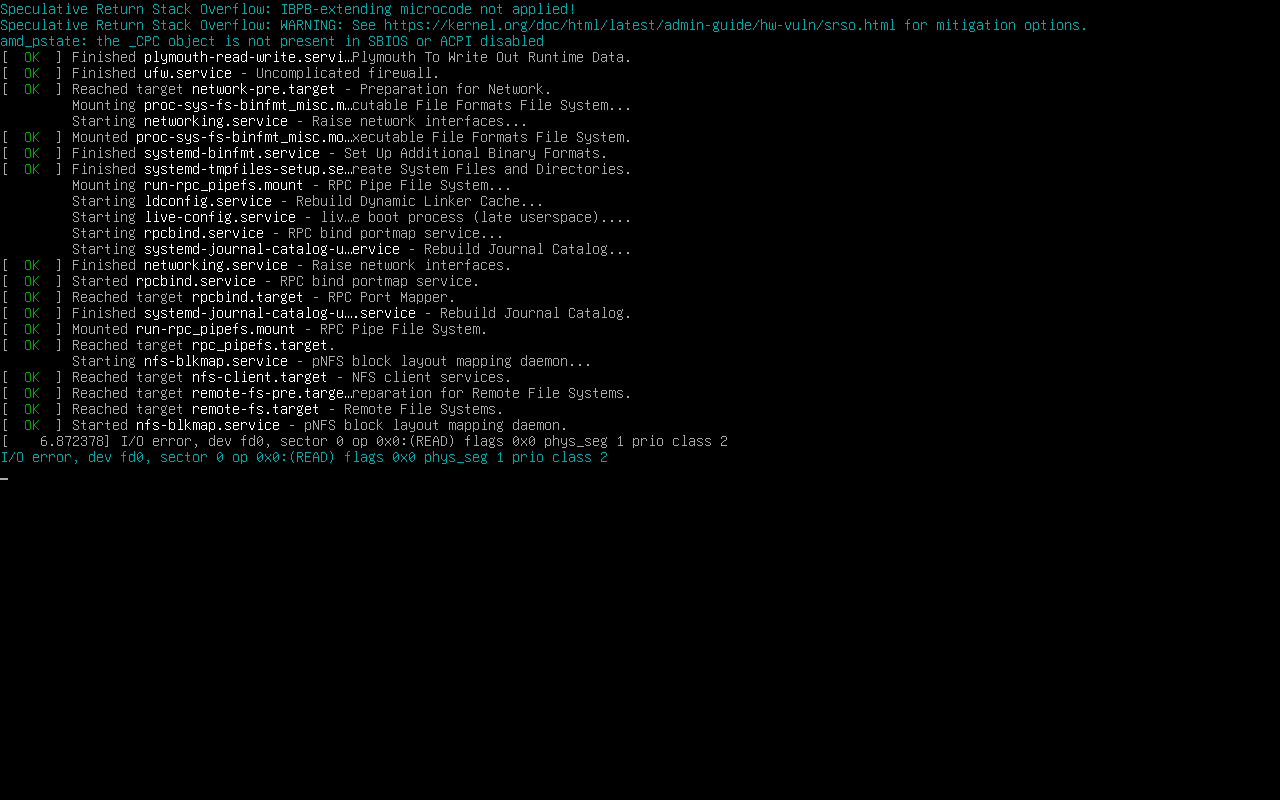 Speculative Return Stack Overflow: IBPB-extending microcode not applied!
Speculative Return Stack Overflow: WARNING: See https://kernel.org/doc/html/latest/admin-guide/hw-vuln/srso.html for mitigation options.
amd_pstate: the _CPC object is not present in SBIOS or ACPI disabled
[  OK  ] Finished plymouth-read-write.servi…Plymouth To Write Out Runtime Data.
[  OK  ] Finished ufw.service - Uncomplicated firewall.
[  OK  ] Reached target network-pre.target - Preparation for Network.
         Mounting proc-sys-fs-binfmt_misc.m…cutable File Formats File System...
         Starting networking.service - Raise network interfaces...
[  OK  ] Mounted proc-sys-fs-binfmt_misc.mo…xecutable File Formats File System.
[  OK  ] Finished systemd-binfmt.service - Set Up Additional Binary Formats.
[  OK  ] Finished systemd-tmpfiles-setup.se…reate System Files and Directories.
         Mounting run-rpc_pipefs.mount - RPC Pipe File System...
         Starting ldconfig.service - Rebuild Dynamic Linker Cache...
         Starting live-config.service - liv…e boot process (late userspace)....
         Starting rpcbind.service - RPC bind portmap service...
         Starting systemd-journal-catalog-u…ervice - Rebuild Journal Catalog...
[  OK  ] Finished networking.service - Raise network interfaces.
[  OK  ] Started rpcbind.service - RPC bind portmap service.
[  OK  ] Reached target rpcbind.target - RPC Port Mapper.
[  OK  ] Finished systemd-journal-catalog-u….service - Rebuild Journal Catalog.
[  OK  ] Mounted run-rpc_pipefs.mount - RPC Pipe File System.
[  OK  ] Reached target rpc_pipefs.target.
         Starting nfs-blkmap.service - pNFS block layout mapping daemon...
[  OK  ] Reached target nfs-client.target - NFS client services.
[  OK  ] Reached target remote-fs-pre.targe…reparation for Remote File Systems.
[  OK  ] Reached target remote-fs.target - Remote File Systems.
[  OK  ] Started nfs-blkmap.service - pNFS block layout mapping daemon.
[    6.872378] I/O error, dev fd0, sector 0 op 0x0:(READ) flags 0x0 phys_seg 1 prio class 2
I/O error, dev fd0, sector 0 op 0x0:(READ) flags 0x0 phys_seg 1 prio class 2